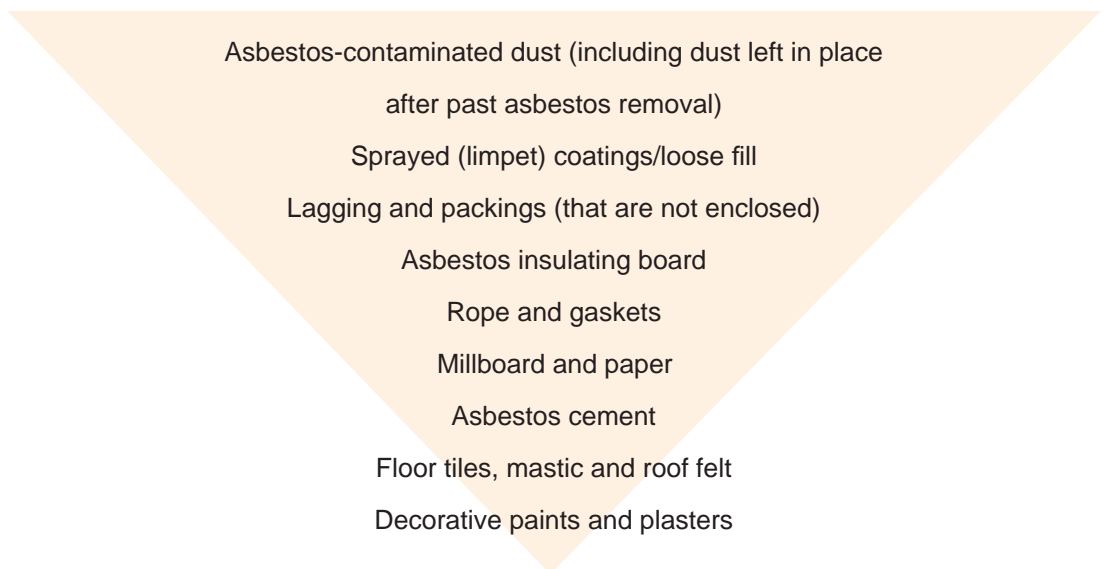 Asbestos-contaminated dust (including dust left in place
after past asbestos removal)
Sprayed (limpet) coatings/loose fill
Lagging and packings (that are not enclosed)
Asbestos insulating board
Rope and gaskets
Millboard and paper
Asbestos cement
Floor tiles, mastic and roof felt
Decorative paints and plasters